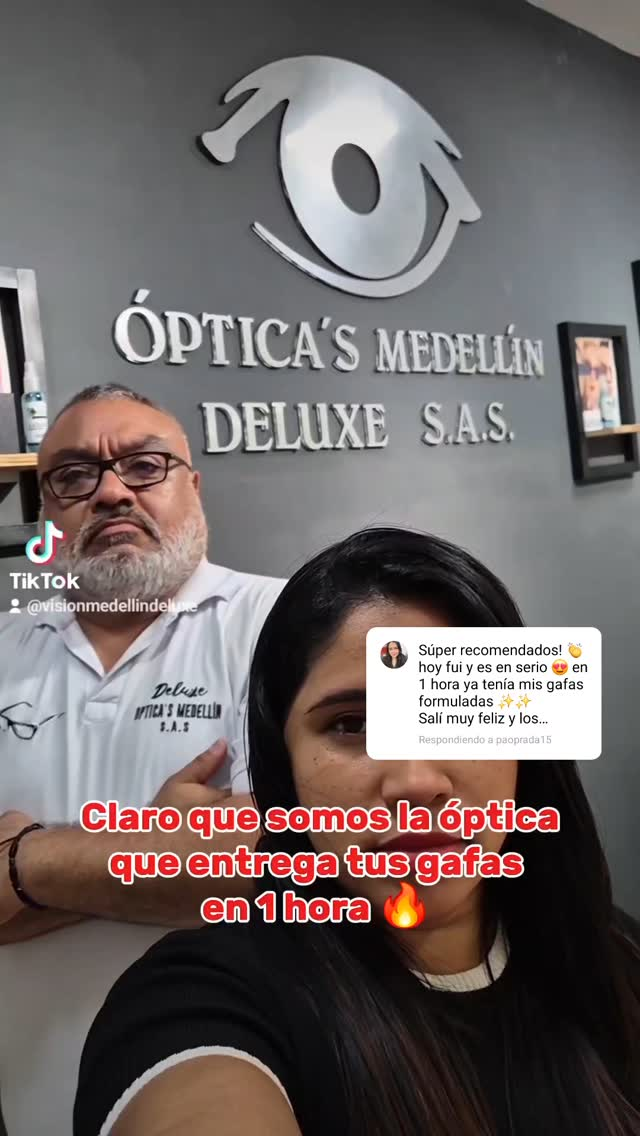 ÓPTICA´S MEDELLÍN
DELUXE S.A.S.
TikTok
@visionmedellindeluxe
Deluxe
ÓPTICA'S MEDELLÍN
S.A.S
Súper recomendados! 👏
hoy fui y es en serio 😍 en
1 hora ya tenía mis gafas
formuladas ✨✨
Salí muy feliz y los…
Respondiendo a paoprada15
Claro que somos la óptica
que entrega tus gafas
en 1 hora 🔥